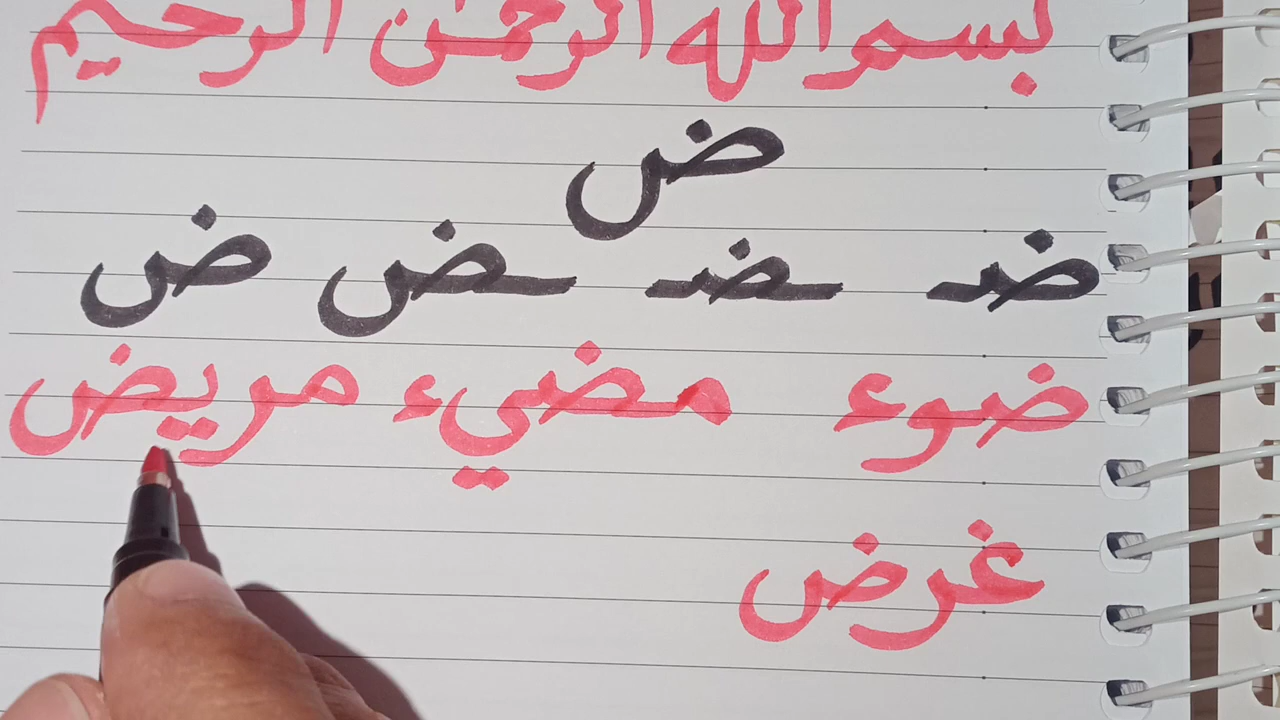 بسم الله الرحمن الرحيم
ض
ضـ ـضـ ـض ض
ضوء مضيء مريض
غرض